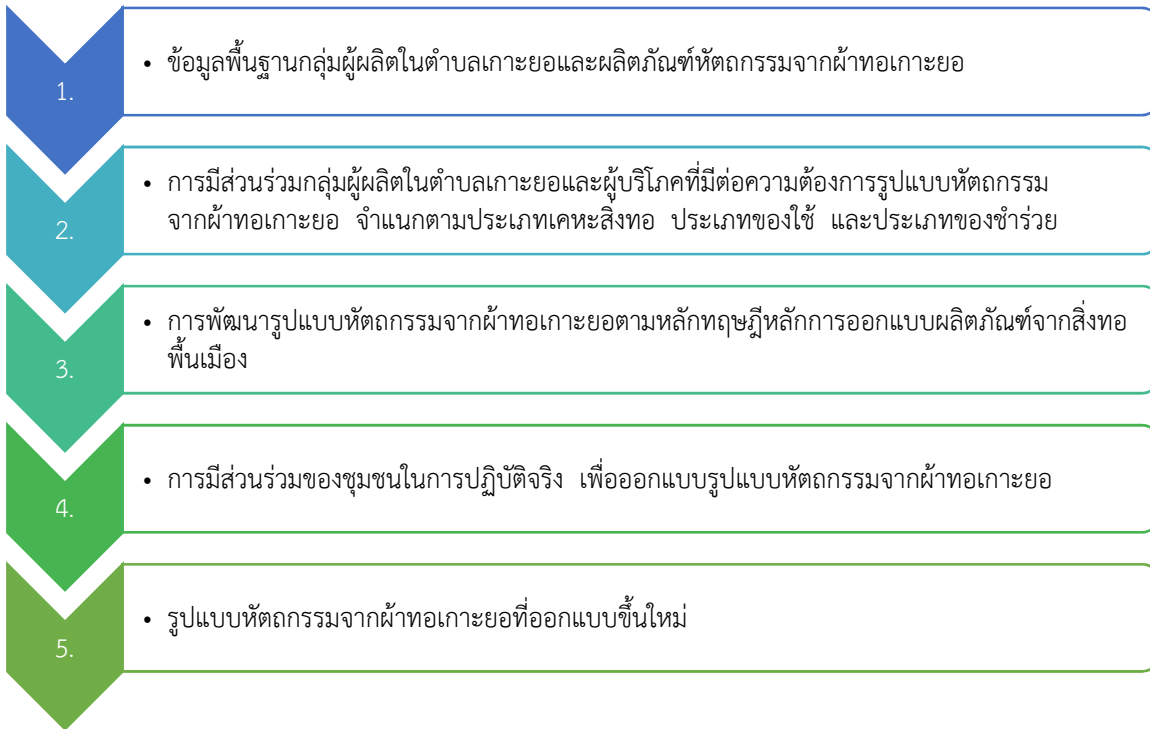 1.
• ข้อมูลพื้นฐานกลุ่มผู้ผลิตในตำบลเกาะยอและผลิตภัณฑ์หัตถกรรมจากผ้าทอเกาะยอ
2.
• การมีส่วนร่วมกลุ่มผู้ผลิตในตำบลเกาะยอและผู้บริโภคที่มีต่อความต้องการรูปแบบหัตถกรรม
จากผ้าทอเกาะยอ จำแนกตามประเภทเคหะสิ่งทอ ประเภทของใช้ และประเภทของชำร่วย
3.
• การพัฒนารูปแบบหัตถกรรมจากผ้าทอเกาะยอตามหลักทฤษฎีหลักการออกแบบผลิตภัณฑ์จากสิ่งทอ
พื้นเมือง
4.
• การมีส่วนร่วมของชุมชนในการปฏิบัติจริง เพื่อออกแบบรูปแบบหัตถกรรมจากผ้าทอเกาะยอ
5.
• รูปแบบหัตถกรรมจากผ้าทอเกาะยอที่ออกแบบขึ้นใหม่